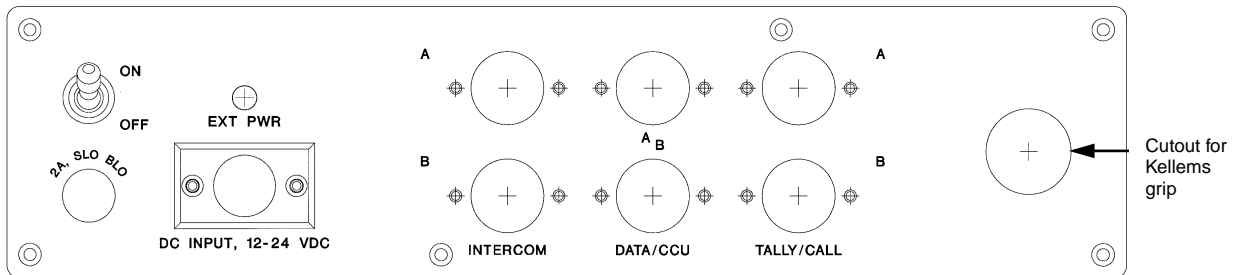 ON
OFF
EXT PWR
2A, SLO BLO
DC INPUT, 12-24 VDC
A
A
B
A
B
B
INTERCOM
DATA/CCU
TALLY/CALL
Cutout for
Kellems
grip